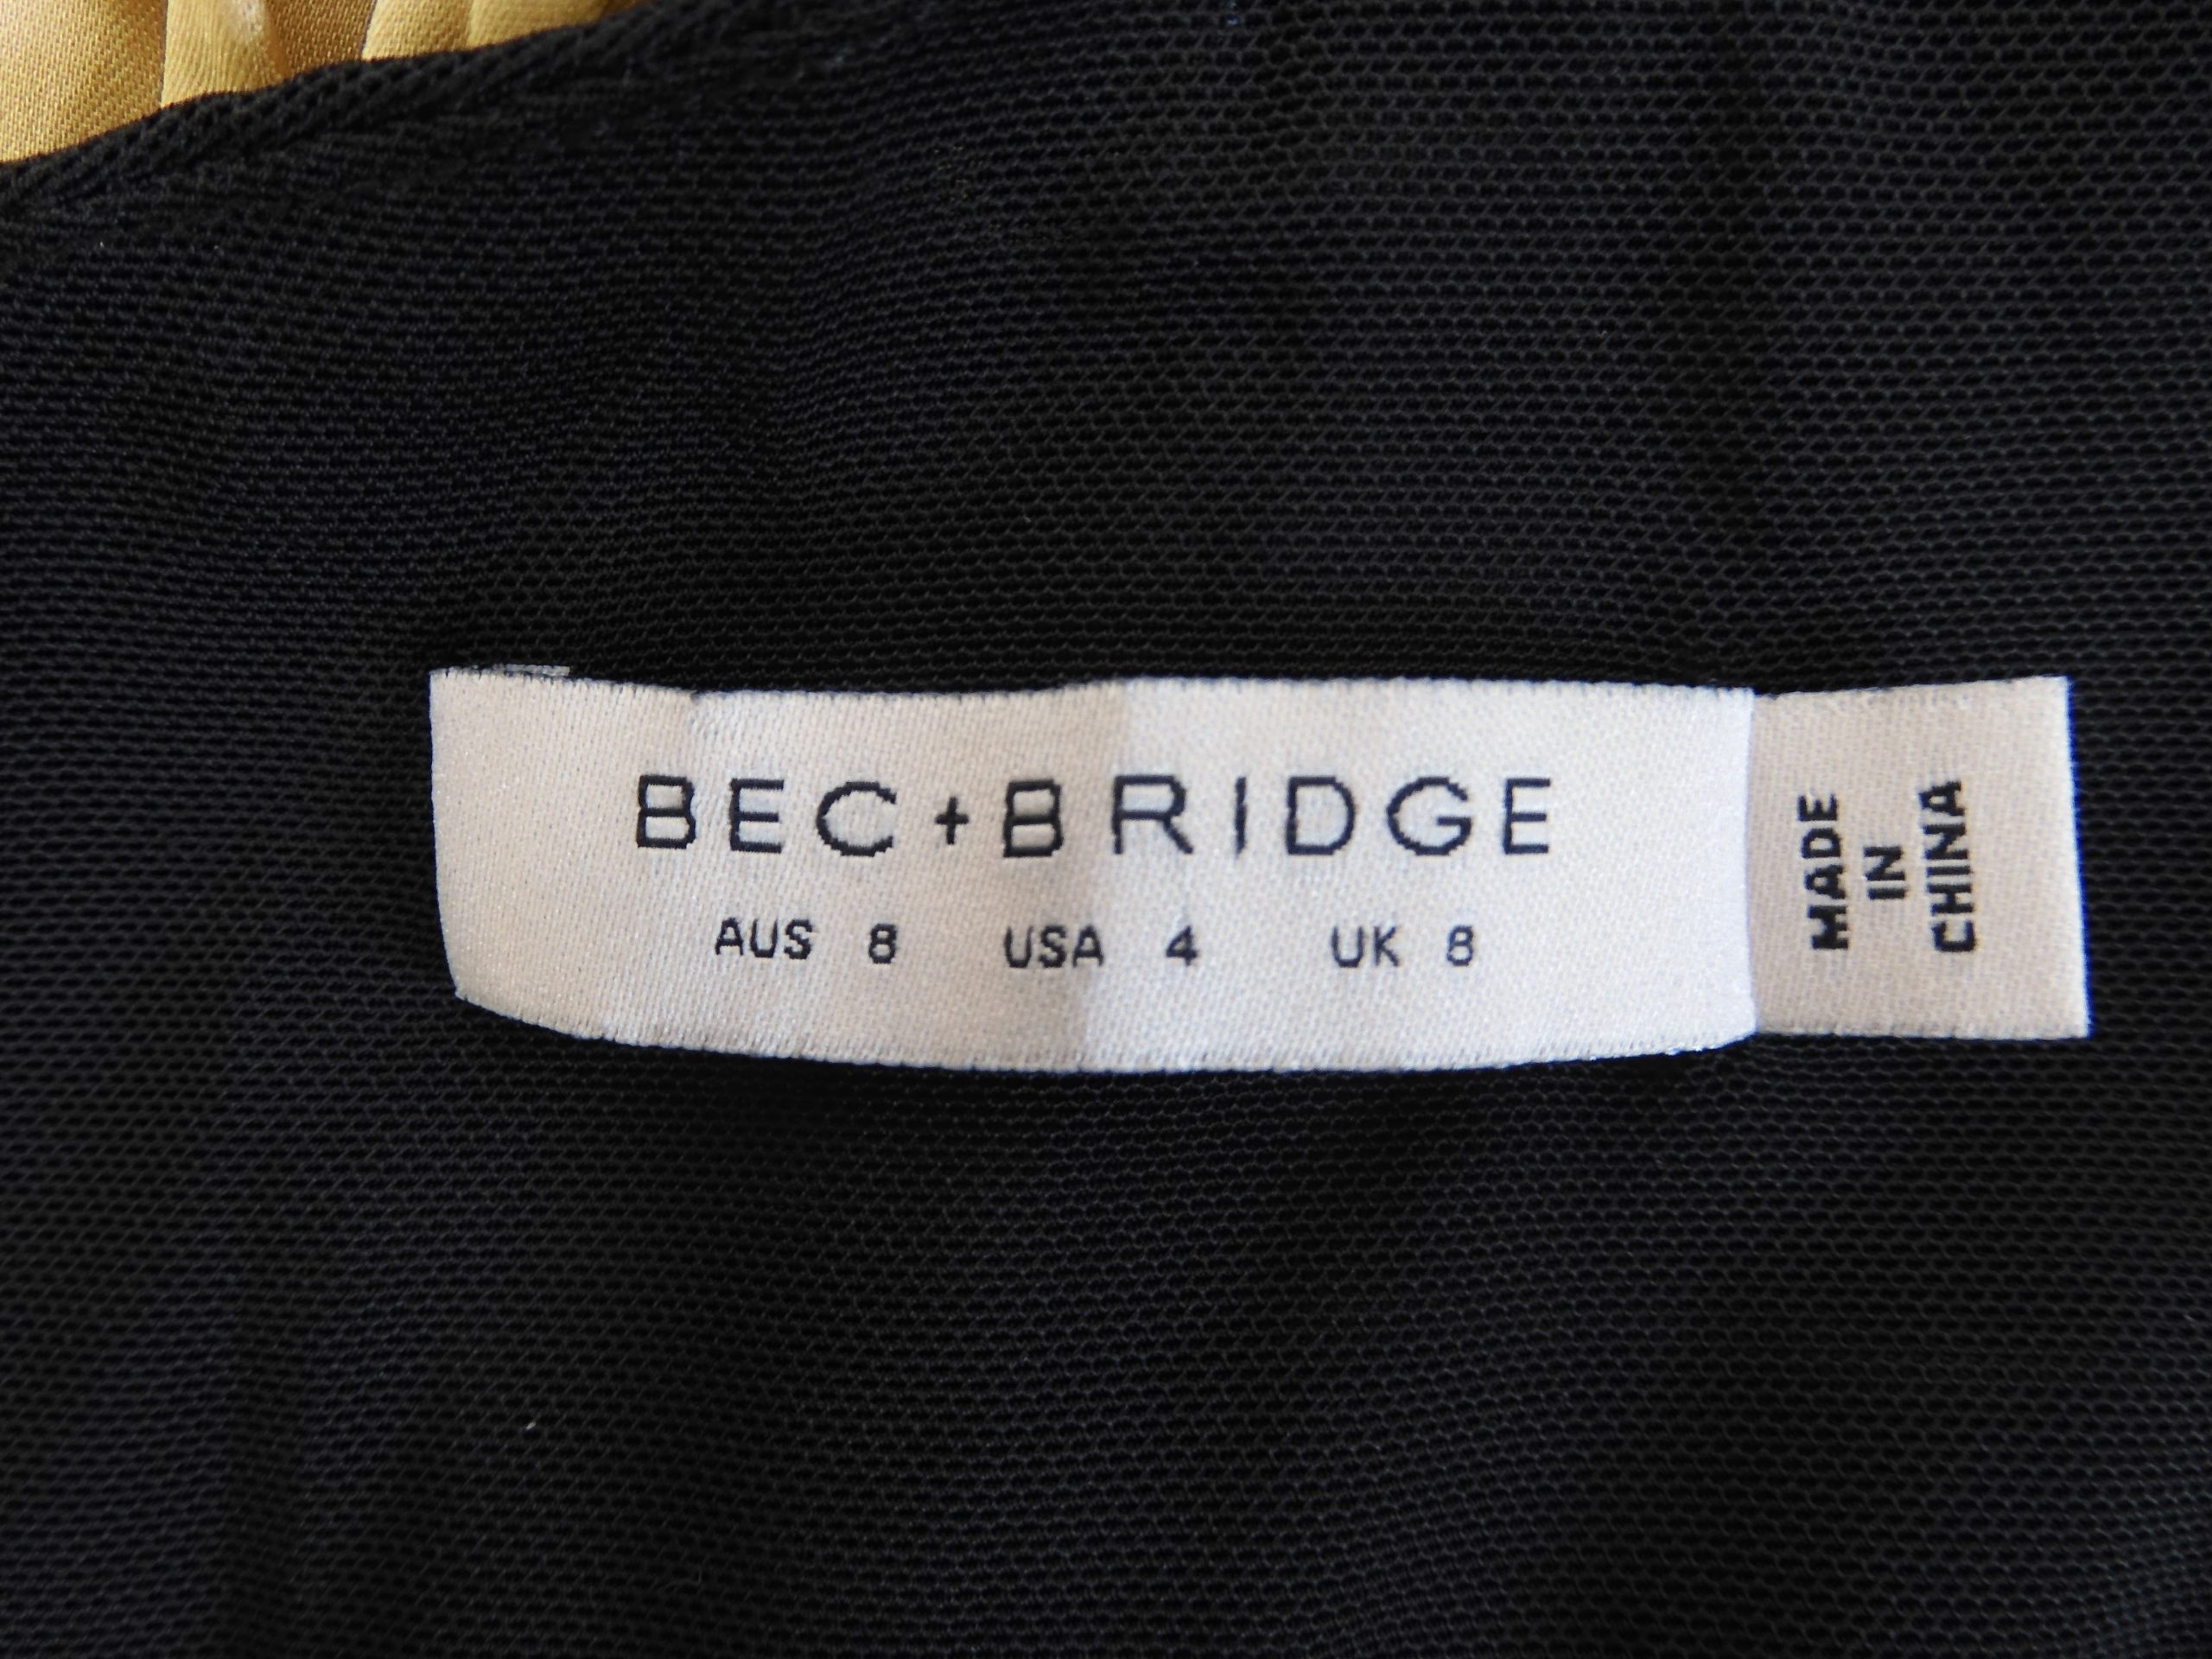 BEC+BRIDGE
AUS 8 USA 4 UK 8
MADE
IN
CHINA